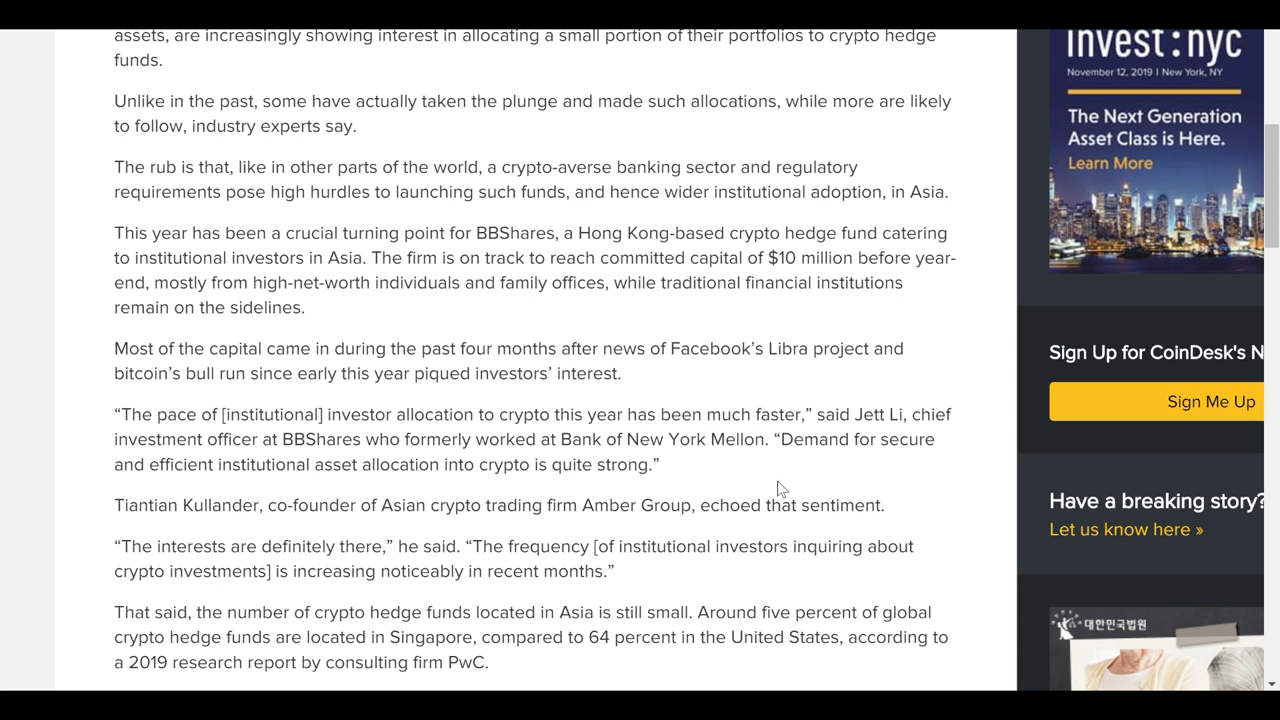 assets, are increasingly showing interest in allocating a small portion of their portfolios to crypto hedge
funds.
Unlike in the past, some have actually taken the plunge and made such allocations, while more are likely
to follow, industry experts say.
The rub is that, like in other parts of the world, a crypto-averse banking sector and regulatory
requirements pose high hurdles to launching such funds, and hence wider institutional adoption, in Asia.
This year has been a crucial turning point for BBShares, a Hong Kong-based crypto hedge fund catering
to institutional investors in Asia. The firm is on track to reach committed capital of $10 million before year-
end, mostly from high-net-worth individuals and family offices, while traditional financial institutions
remain on the sidelines.
Most of the capital came in during the past four months after news of Facebook’s Libra project and
bitcoin’s bull run since early this year piqued investors’ interest.
“The pace of [institutional] investor allocation to crypto this year has been much faster,” said Jett Li, chief
investment officer at BBShares who formerly worked at Bank of New York Mellon. “Demand for secure
and efficient institutional asset allocation into crypto is quite strong.”
Tiantian Kullander, co-founder of Asian crypto trading firm Amber Group, echoed that sentiment.
“The interests are definitely there,” he said. “The frequency [of institutional investors inquiring about
crypto investments] is increasing noticeably in recent months.”
That said, the number of crypto hedge funds located in Asia is still small. Around five percent of global
crypto hedge funds are located in Singapore, compared to 64 percent in the United States, according to
a 2019 research report by consulting firm PwC.
invest:nyc
November 12, 2019 | New York, NY
The Next Generation
Asset Class is Here.
Learn More
Sign Up for CoinDesk's N
Sign Me Up
Have a breaking story?
Let us know here »
대한민국법원